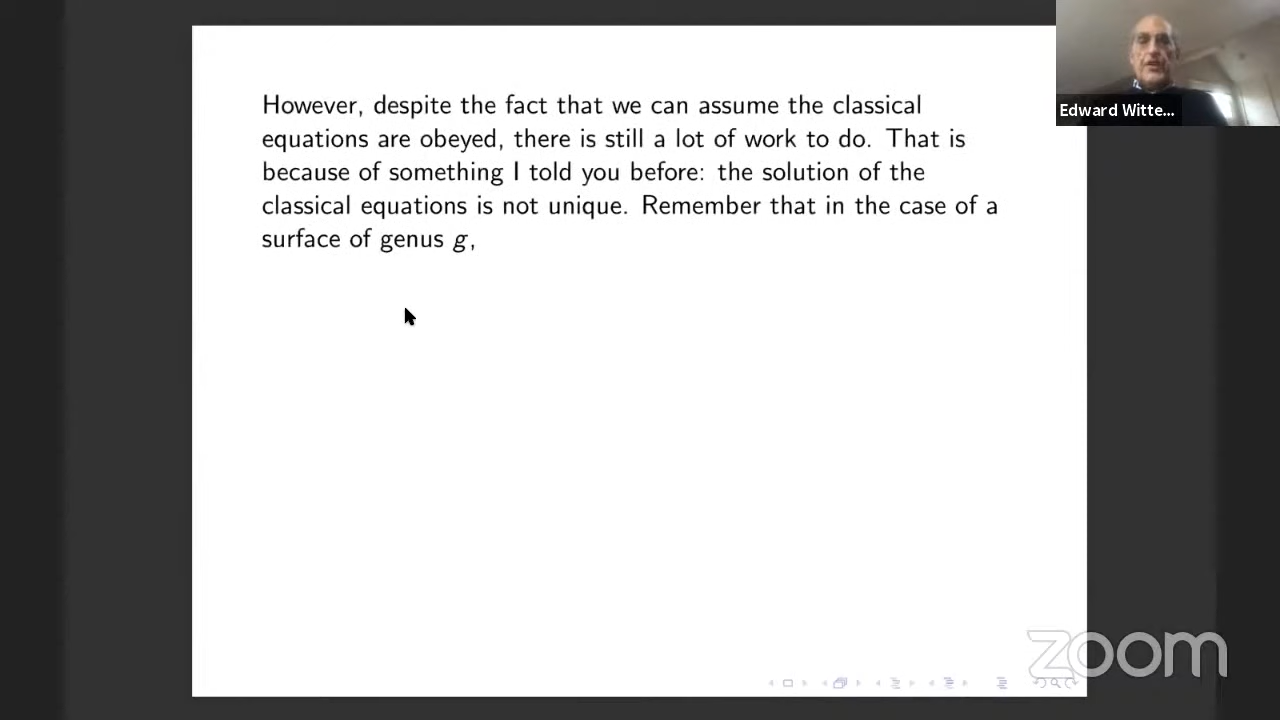 However, despite the fact that we can assume the classical
equations are obeyed, there is still a lot of work to do. That is
because of something I told you before: the solution of the
classical equations is not unique. Remember that in the case of a
surface of genus g,
Edward Witte...
zoom